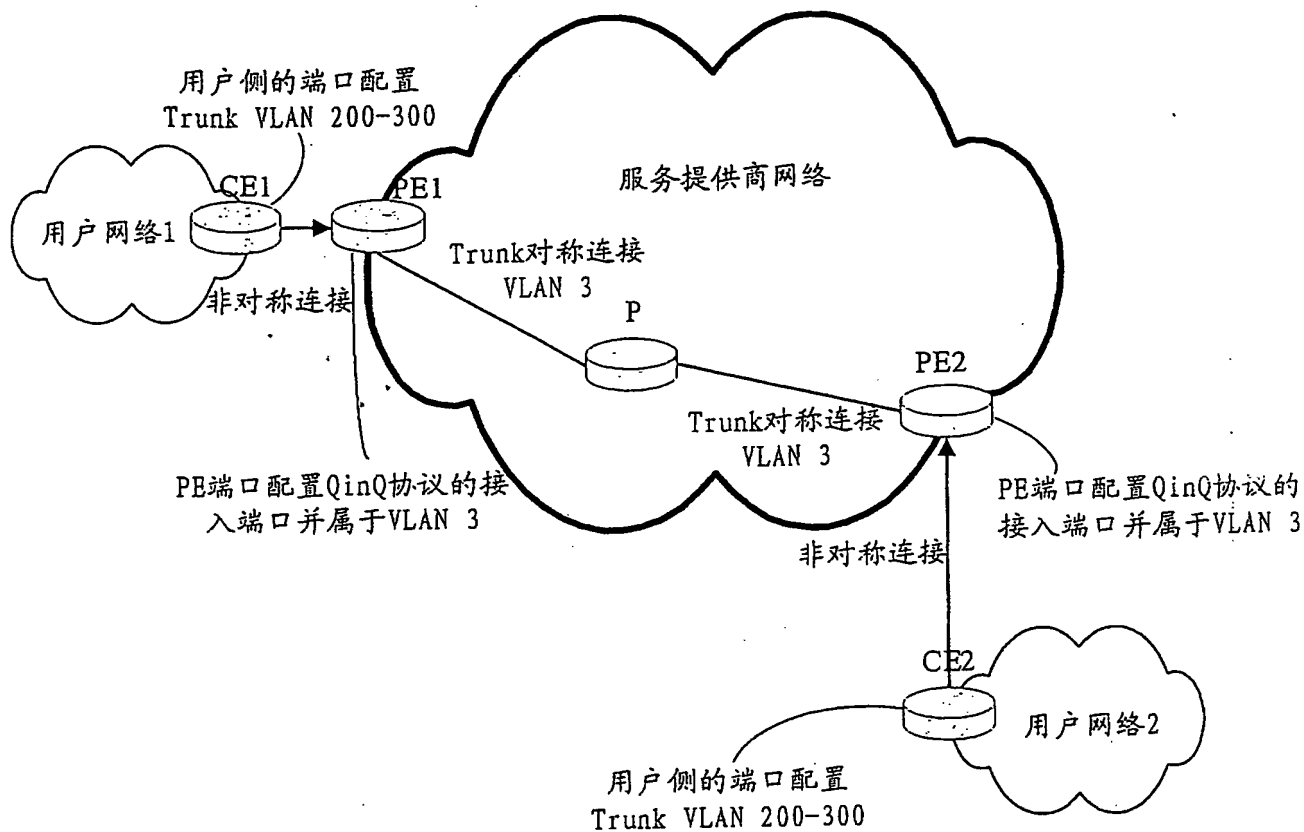 用户侧的端口配置
Trunk VLAN 200-300
CE1
PE1
服务提供商网络
用户网络1
非对称连接
Trunk对称连接
VLAN 3
P
PE2
Trunk对称连接
VLAN 3
PE端口配置QinQ协议的接
入端口并属于VLAN 3
PE端口配置QinQ协议的
接入端口并属于VLAN 3
非对称连接
CE2
用户网络2
用户侧的端口配置
Trunk VLAN 200-300